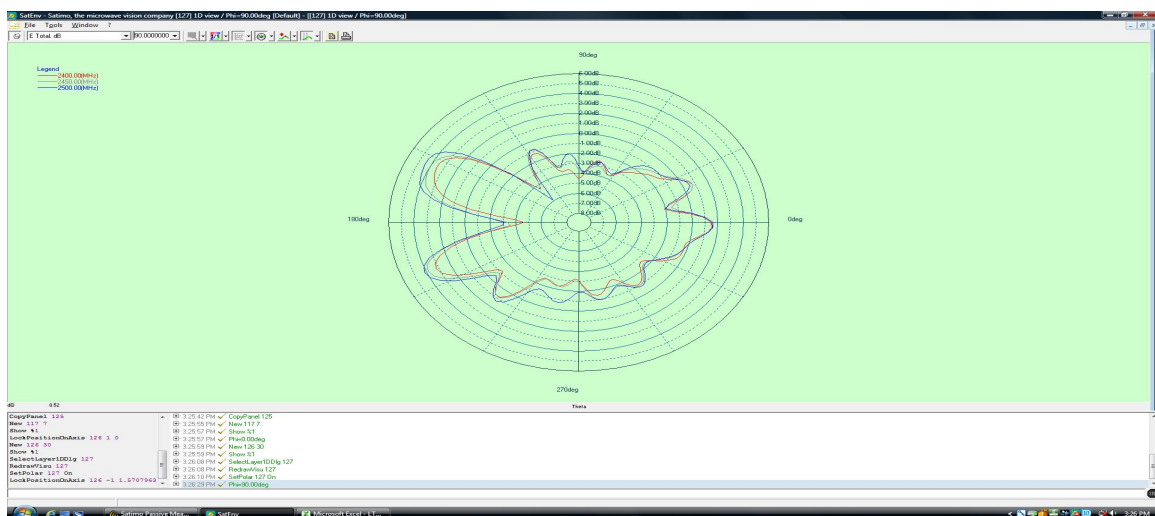 SatEnv - Satimo, the microwave vision company [127] 1D view / Phi=90.00deg [Default] - [[127] 1D view / Phi=90.00deg]
File Tools Window ?
E Total dB 90.0000000
Legend
2400.00(MHz)
2450.00(MHz)
2500.00(MHz)
90deg
6.00dB
5.00dB
4.00dB
3.00dB
2.00dB
1.00dB
0.00dB
-1.00dB
-2.00dB
-3.00dB
-4.00dB
-5.00dB
-6.00dB
-7.00dB
-8.00dB
180deg
0deg
270deg
dB 0.52 Theta
CopyPanel 125
New 117 7
Show %1
LockPositionOnAxis 126 1 0
New 126 30
Show %1
SelectLayer1DDlg 127
RedrawVisu 127
SetPolar 127 On
LockPositionOnAxis 126 -1 1.5707963
3:25:42 PM CopyPanel 125
3:25:55 PM New 117 7
3:25:57 PM Show %1
3:25:57 PM Phi=0.00deg
3:25:59 PM New 126 30
3:25:59 PM Show %1
3:26:08 PM SelectLayer1DDlg 127
3:26:08 PM RedrawVisu 127
3:26:10 PM SetPolar 127 On
3:26:29 PM Phi=90.00deg
Satimo Passive Mea... SatEnv Microsoft Excel - LT... 3:26 PM